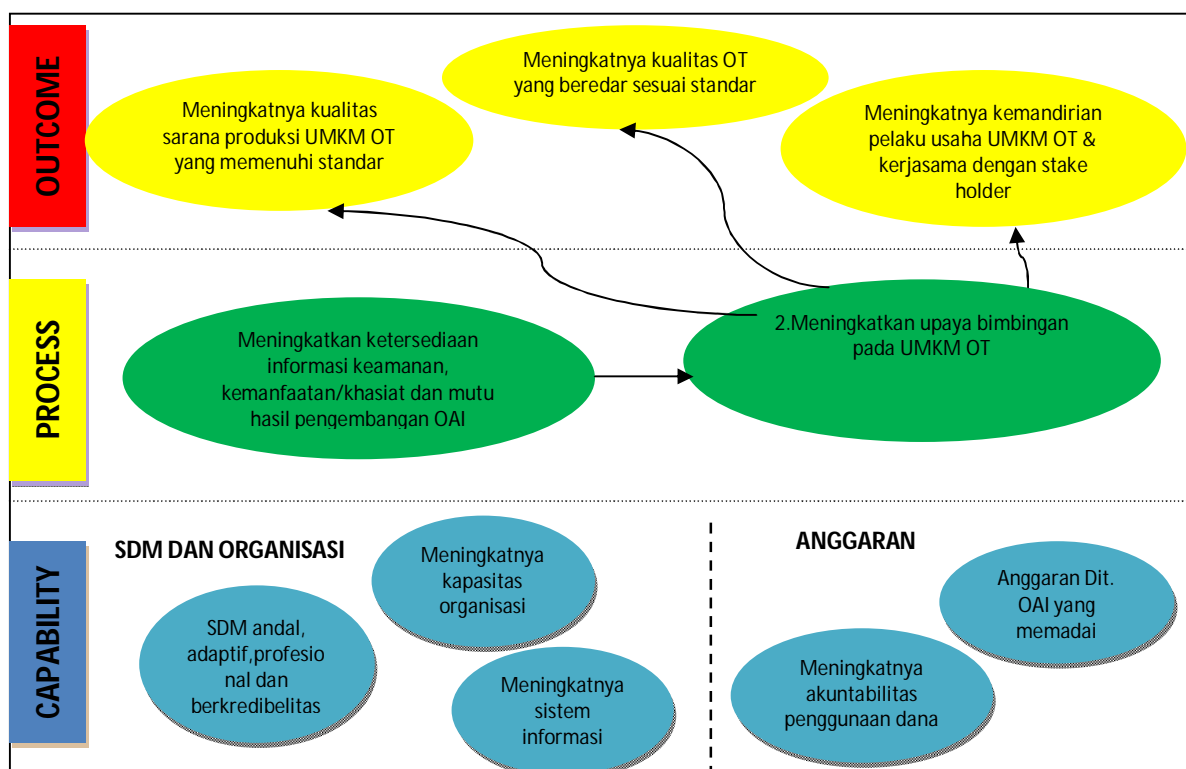 OUTCOME
Meningkatnya kualitas
sarana produksi UMKM OT
yang memenuhi standar
Meningkatnya kualitas OT
yang beredar sesuai standar
Meningkatnya kemandirian
pelaku usaha UMKM OT &
kerjasama dengan stake
holder
PROCESS
Meningkatkan ketersediaan
informasi keamanan,
kemanfaatan/khasiat dan mutu
hasil pengembangan OAI
2.Meningkatkan upaya bimbingan
pada UMKM OT
CAPABILITY
SDM DAN ORGANISASI
SDM andal,
adaptif,profesio
nal dan
berkredibelitas
Meningkatnya
kapasitas
organisasi
Meningkatnya
sistem
informasi
ANGGARAN
Meningkatnya
akuntabilitas
penggunaan dana
Anggaran Dit.
OAI yang
memadai